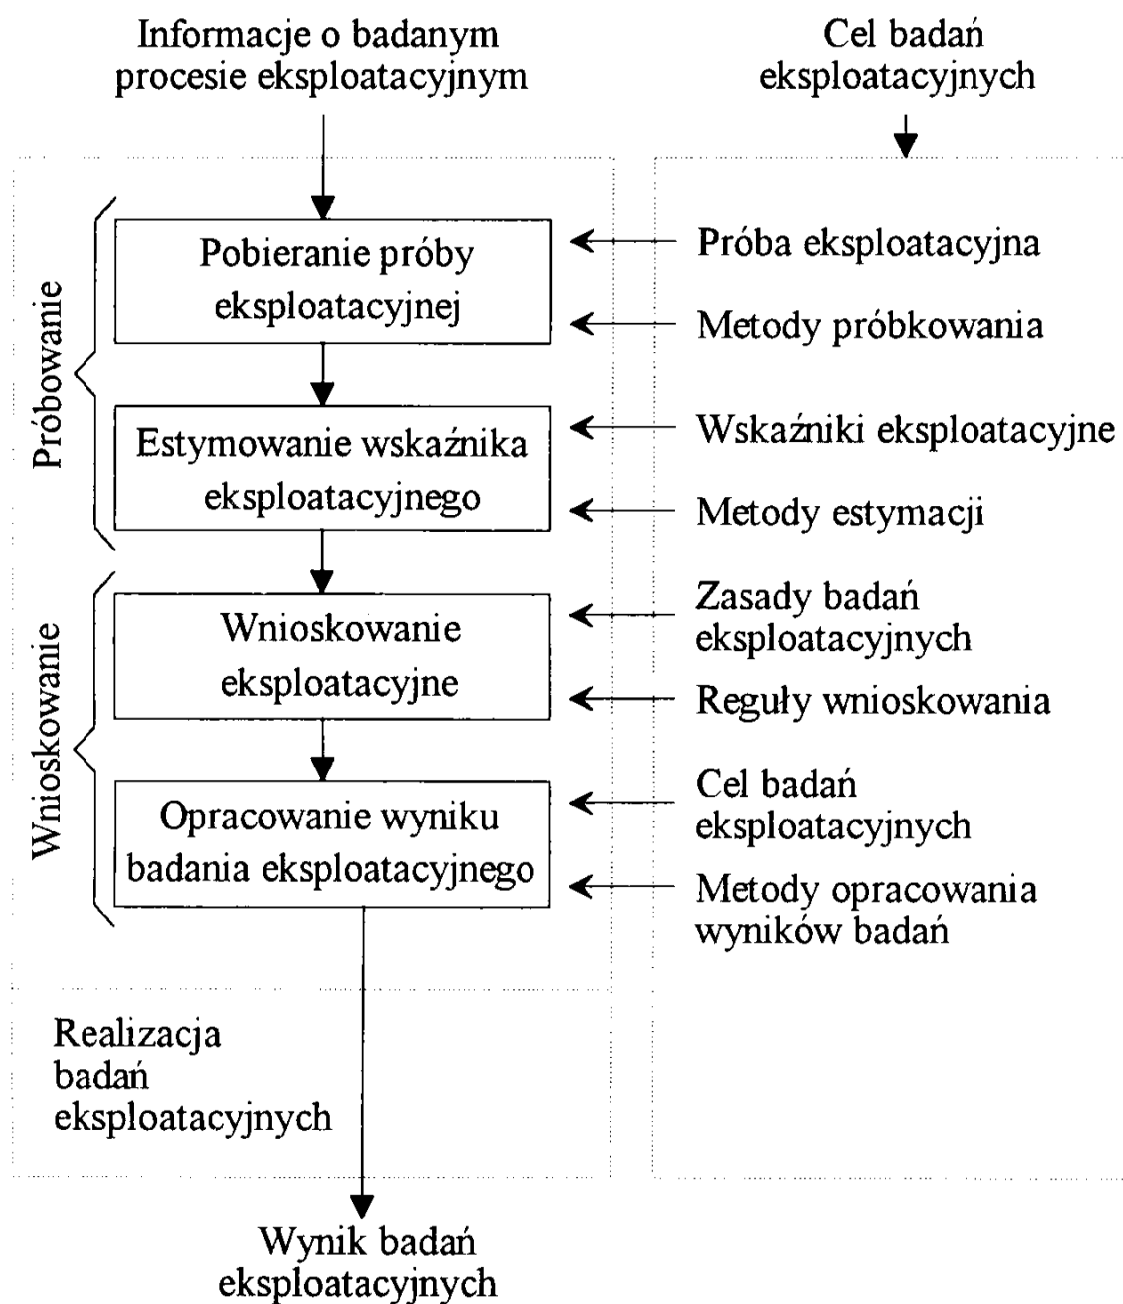 Informacje o badanym
procesie eksploatacyjnym
Cel badań
eksploatacyjnych
Próbowanie
Pobieranie próby
eksploatacyjnej
Próba eksploatacyjna
Metody próbkowania
Estymowanie wskaźnika
eksploatacyjnego
Wskaźniki eksploatacyjne
Metody estymacji
Wnioskowanie
Wnioskowanie
eksploatacyjne
Zasady badań
eksploatacyjnych
Reguły wnioskowania
Opracowanie wyniku
badania eksploatacyjnego
Cel badań
eksploatacyjnych
Metody opracowania
wyników badań
Realizacja
badań
eksploatacyjnych
Wynik badań
eksploatacyjnych